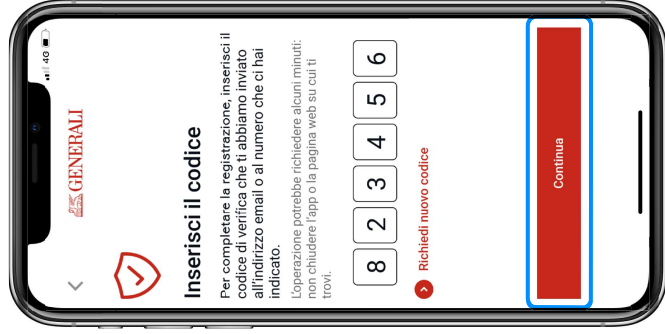 4G
GENERALI
Inserisci il codice
Per completare la registrazione, inserisci il
codice di verifica che ti abbiamo inviato
all'indirizzo email o al numero che ci hai
indicato.
L'operazione potrebbe richiedere alcuni minuti:
non chiudere l'app o la pagina web su cui ti
trovi.
8 2 3 4 5 6
Richiedi nuovo codice
Continua